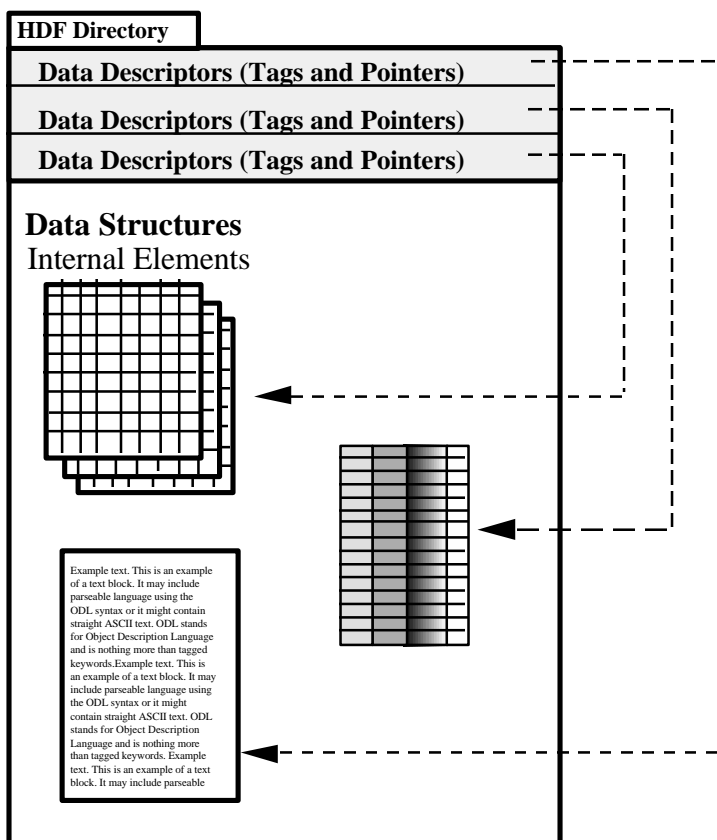 HDF Directory
Data Descriptors (Tags and Pointers)
Data Descriptors (Tags and Pointers)
Data Descriptors (Tags and Pointers)
Data Structures
Internal Elements
Example text. This is an example
of a text block. It may include
parseable language using the
ODL syntax or it might contain
straight ASCII text. ODL stands
for Object Description Language
and is nothing more than tagged
keywords.Example text. This is
an example of a text block. It may
include parseable language using
the ODL syntax or it might
contain straight ASCII text. ODL
stands for Object Description
Language and is nothing more
than tagged keywords. Example
text. This is an example of a text
block. It may include parseable